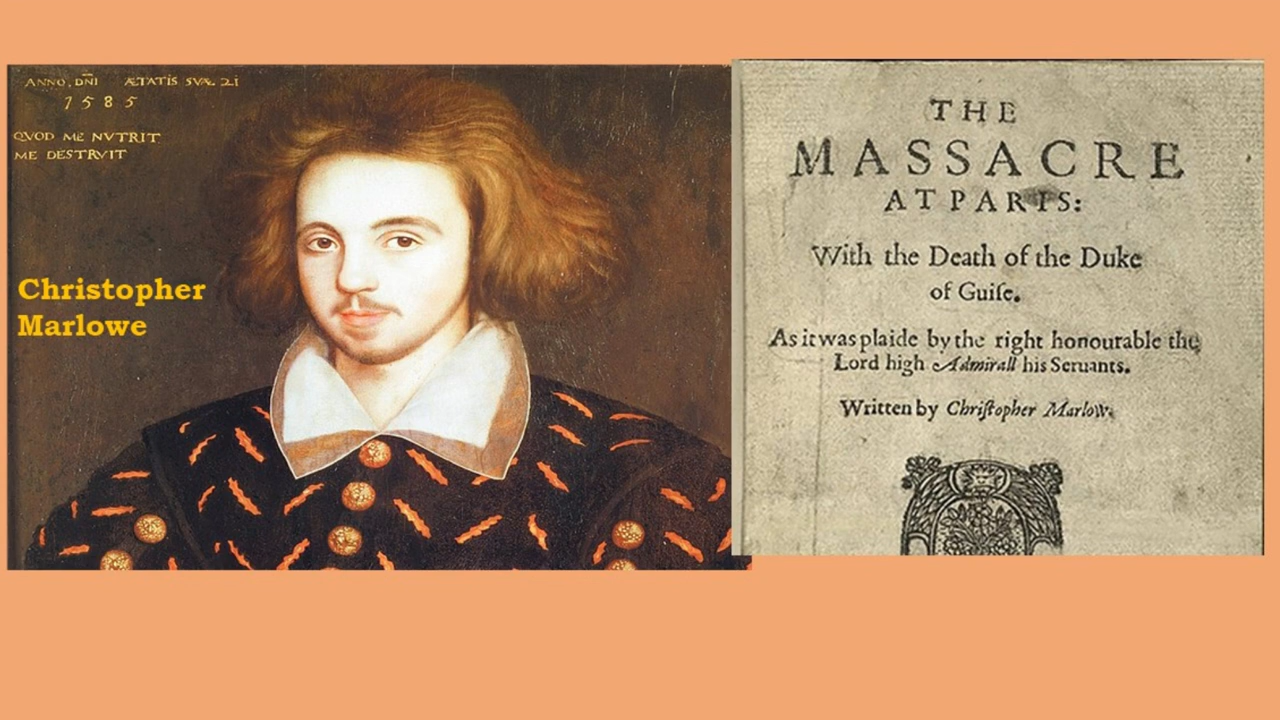 ANNO, DÑI ÆTATIS SVÆ 21
1585
QVOD ME NVTRIT
ME DESTRVIT
Christopher
Marlowe
THE
MASSACRE
AT PARIS:
With the Death of the Duke
of Guiſe.
As it was plaide by the right honourable the
Lord high Admirall his Seruants.
Written by Chriſtopher Marlow.